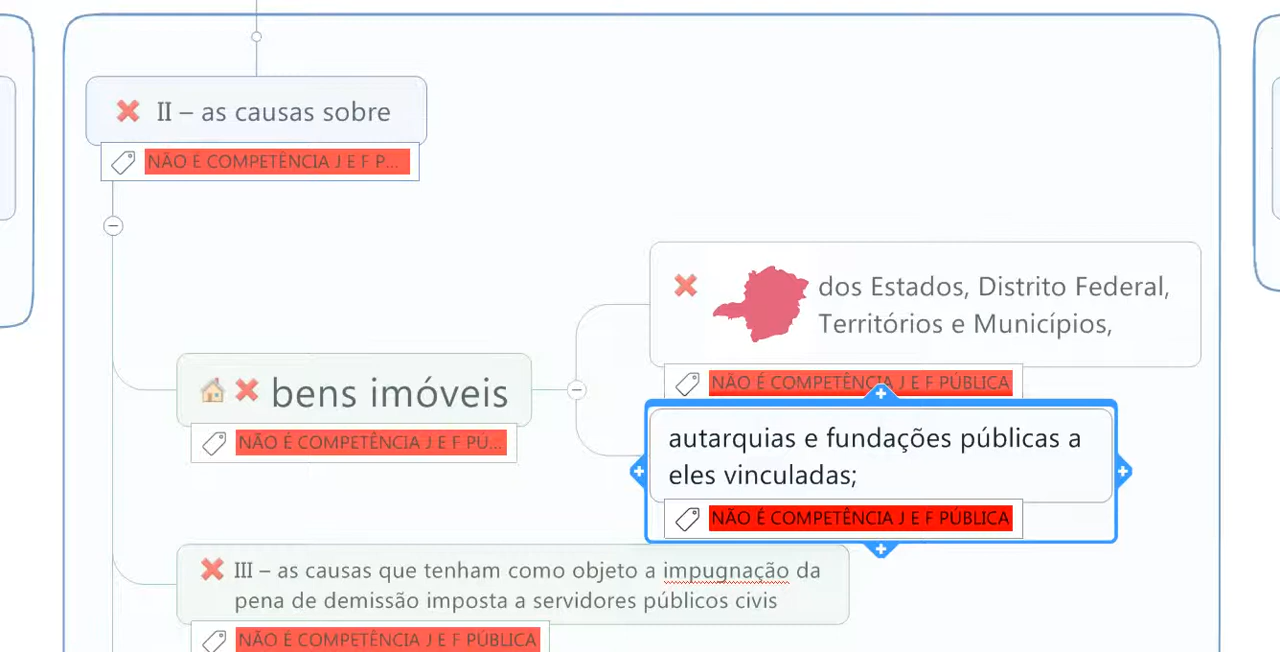 II – as causas sobre
NÃO É COMPETÊNCIA J E F P...
dos Estados, Distrito Federal,
Territórios e Municípios,
NÃO É COMPETÊNCIA J E F PÚBLICA
bens imóveis
NÃO É COMPETÊNCIA J E F PÚ...
autarquias e fundações públicas a
eles vinculadas;
NÃO É COMPETÊNCIA J E F PÚBLICA
III – as causas que tenham como objeto a impugnação da
pena de demissão imposta a servidores públicos civis
NÃO É COMPETÊNCIA J E F PÚBLICA